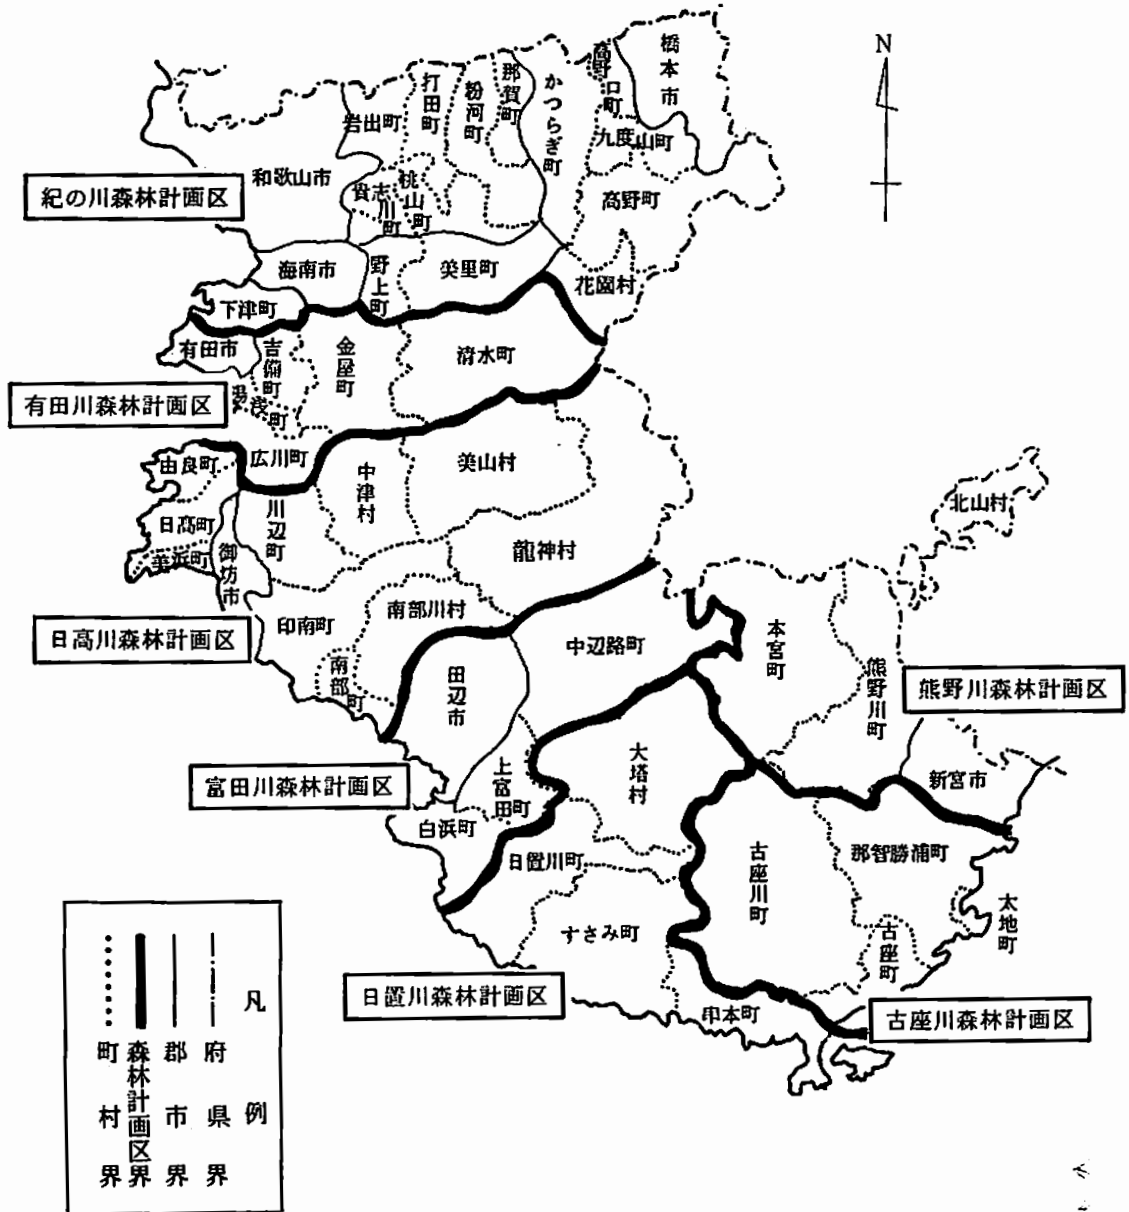 N
橋本市
高野口町
かつらぎ町
那賀町
粉河町
打田町
岩出町
九度山町
和歌山市
貴志川町
桃山町
高野町
紀の川森林計画区
海南市
野上町
美里町
花園村
下津町
有田市
吉備町
金屋町
清水町
湯浅町
有田川森林計画区
広川町
由良町
中津村
美山村
川辺町
日高町
美浜町
御坊市
龍神村
北山村
日高川森林計画区
印南町
南部川村
南部町
中辺路町
本宮町
熊野川町
熊野川森林計画区
田辺市
富田川森林計画区
上富田町
大塔村
新宮市
白浜町
日置川町
古座川町
那智勝浦町
太地町
すさみ町
古座町
日置川森林計画区
串本町
古座川森林計画区
凡例
府県界
郡市界
森林計画区界
町村界